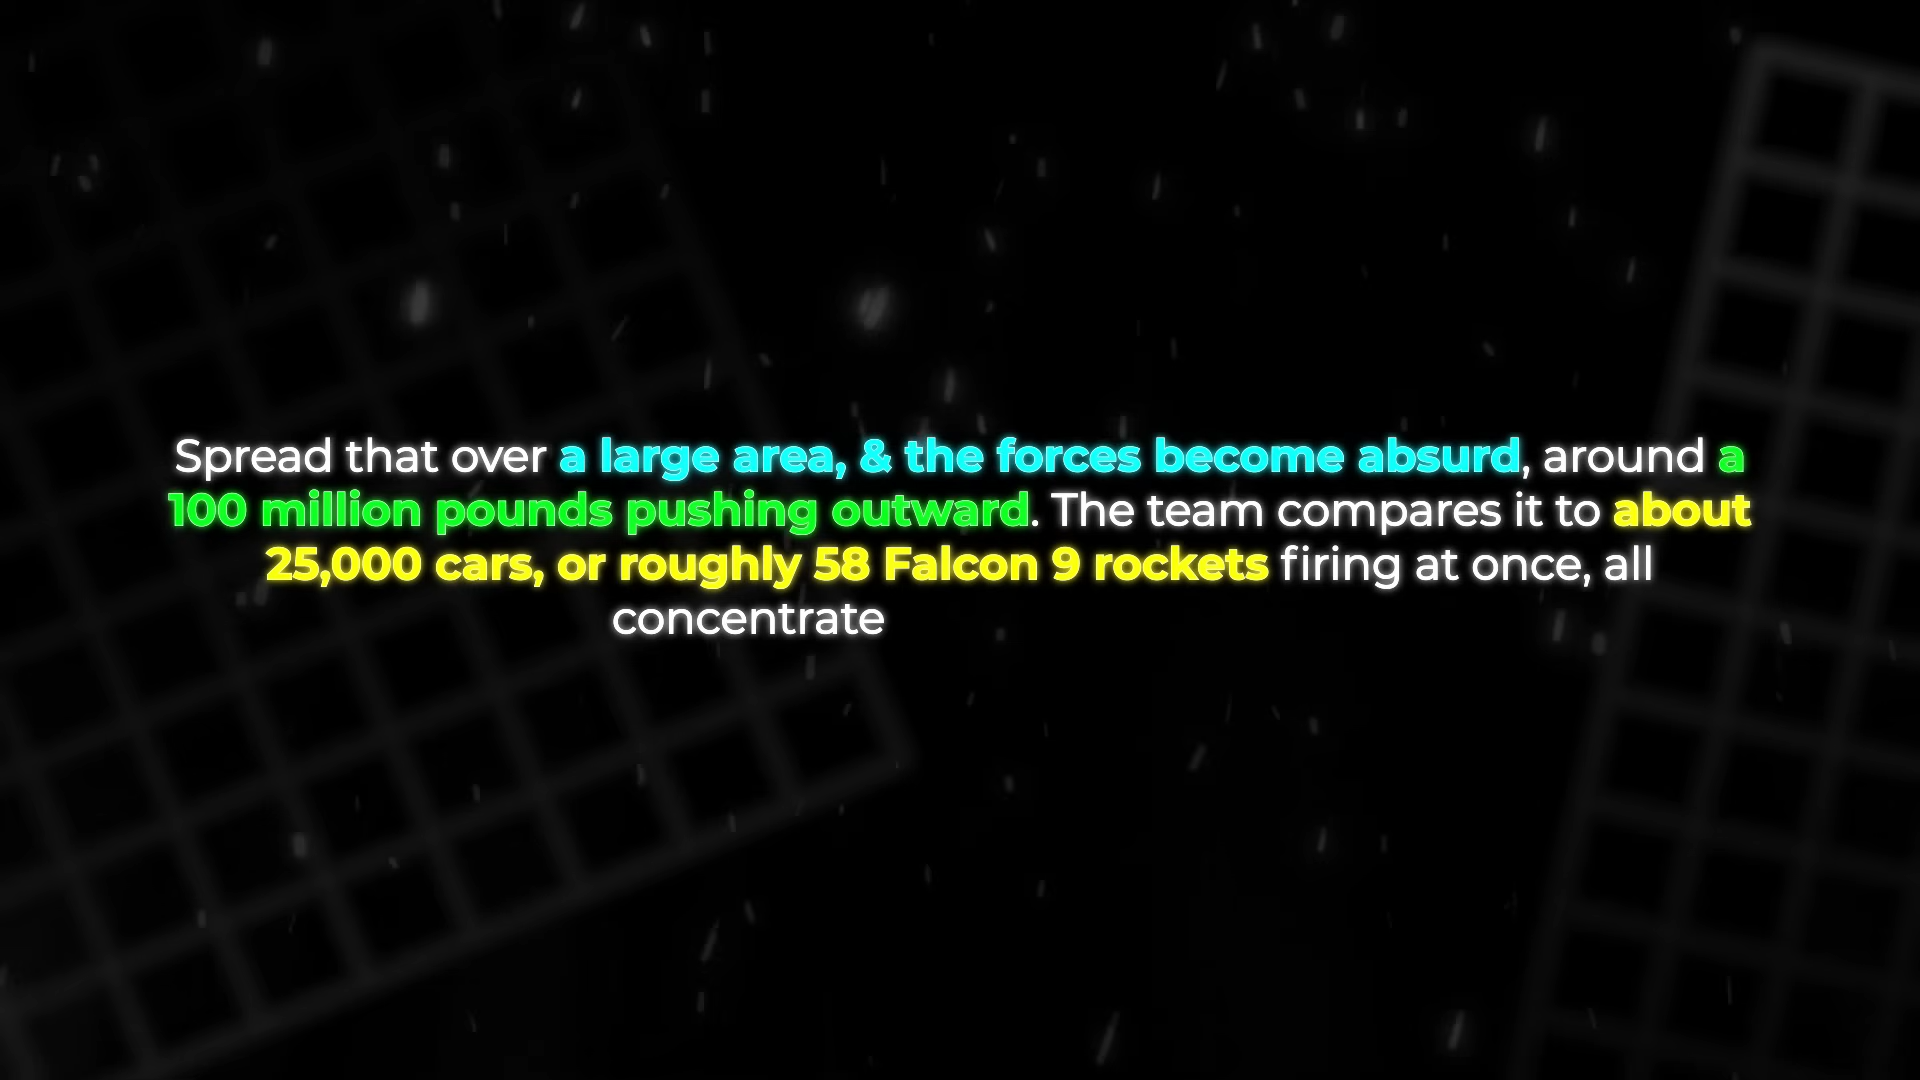 Spread that over a large area, & the forces become absurd, around a
100 million pounds pushing outward. The team compares it to about
25,000 cars, or roughly 58 Falcon 9 rockets firing at once, all
concentrate